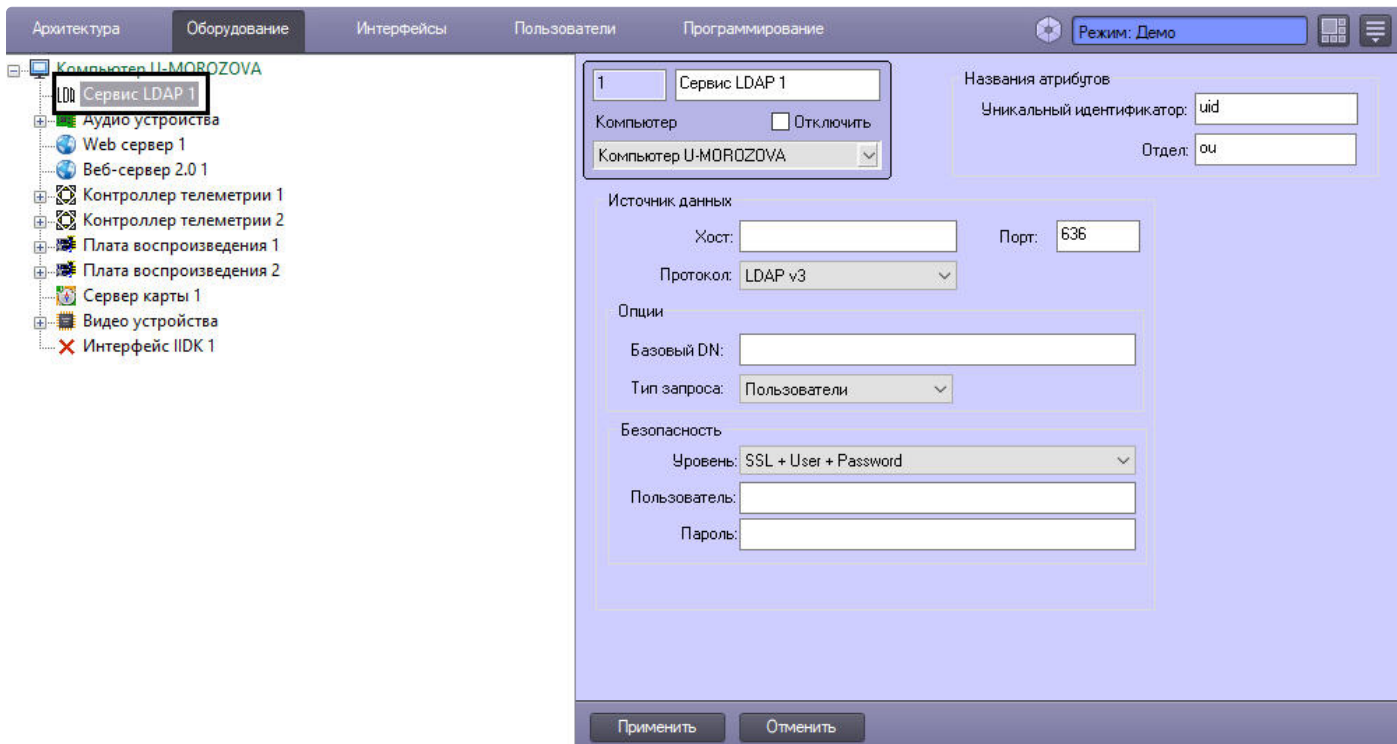 Архитектура Оборудование Интерфейсы Пользователи Программирование Режим: Демо
Компьютер U-MOROZOVA
Сервис LDAP 1
Аудио устройства
Web сервер 1
Веб-сервер 2.0 1
Контроллер телеметрии 1
Контроллер телеметрии 2
Плата воспроизведения 1
Плата воспроизведения 2
Сервер карты 1
Видео устройства
Интерфейс IIDK 1
1 Сервис LDAP 1
Компьютер Отключить
Компьютер U-MOROZOVA
Названия атрибутов
Уникальный идентификатор: uid
Отдел: ou
Источник данных
Хост: Порт: 636
Протокол: LDAP v3
Опции
Базовый DN:
Тип запроса: Пользователи
Безопасность
Уровень: SSL + User + Password
Пользователь:
Пароль:
Применить Отменить